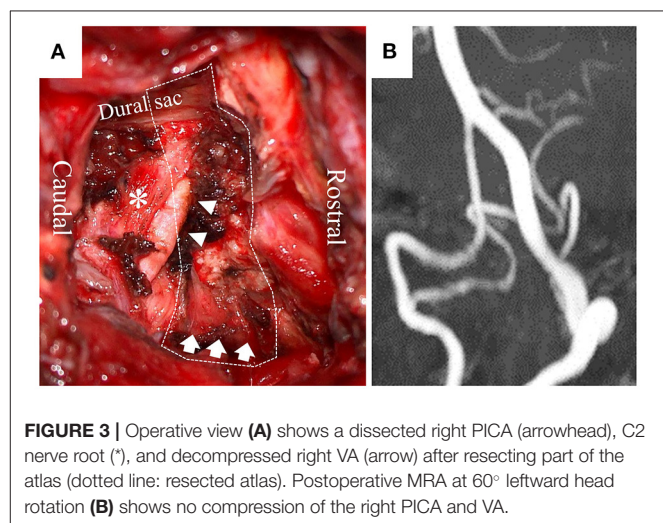 A
B
Dural sac
Caudal
*
Rostral
FIGURE 3 | Operative view (A) shows a dissected right PICA (arrowhead), C2
nerve root (*), and decompressed right VA (arrow) after resecting part of the
atlas (dotted line: resected atlas). Postoperative MRA at 60° leftward head
rotation (B) shows no compression of the right PICA and VA.